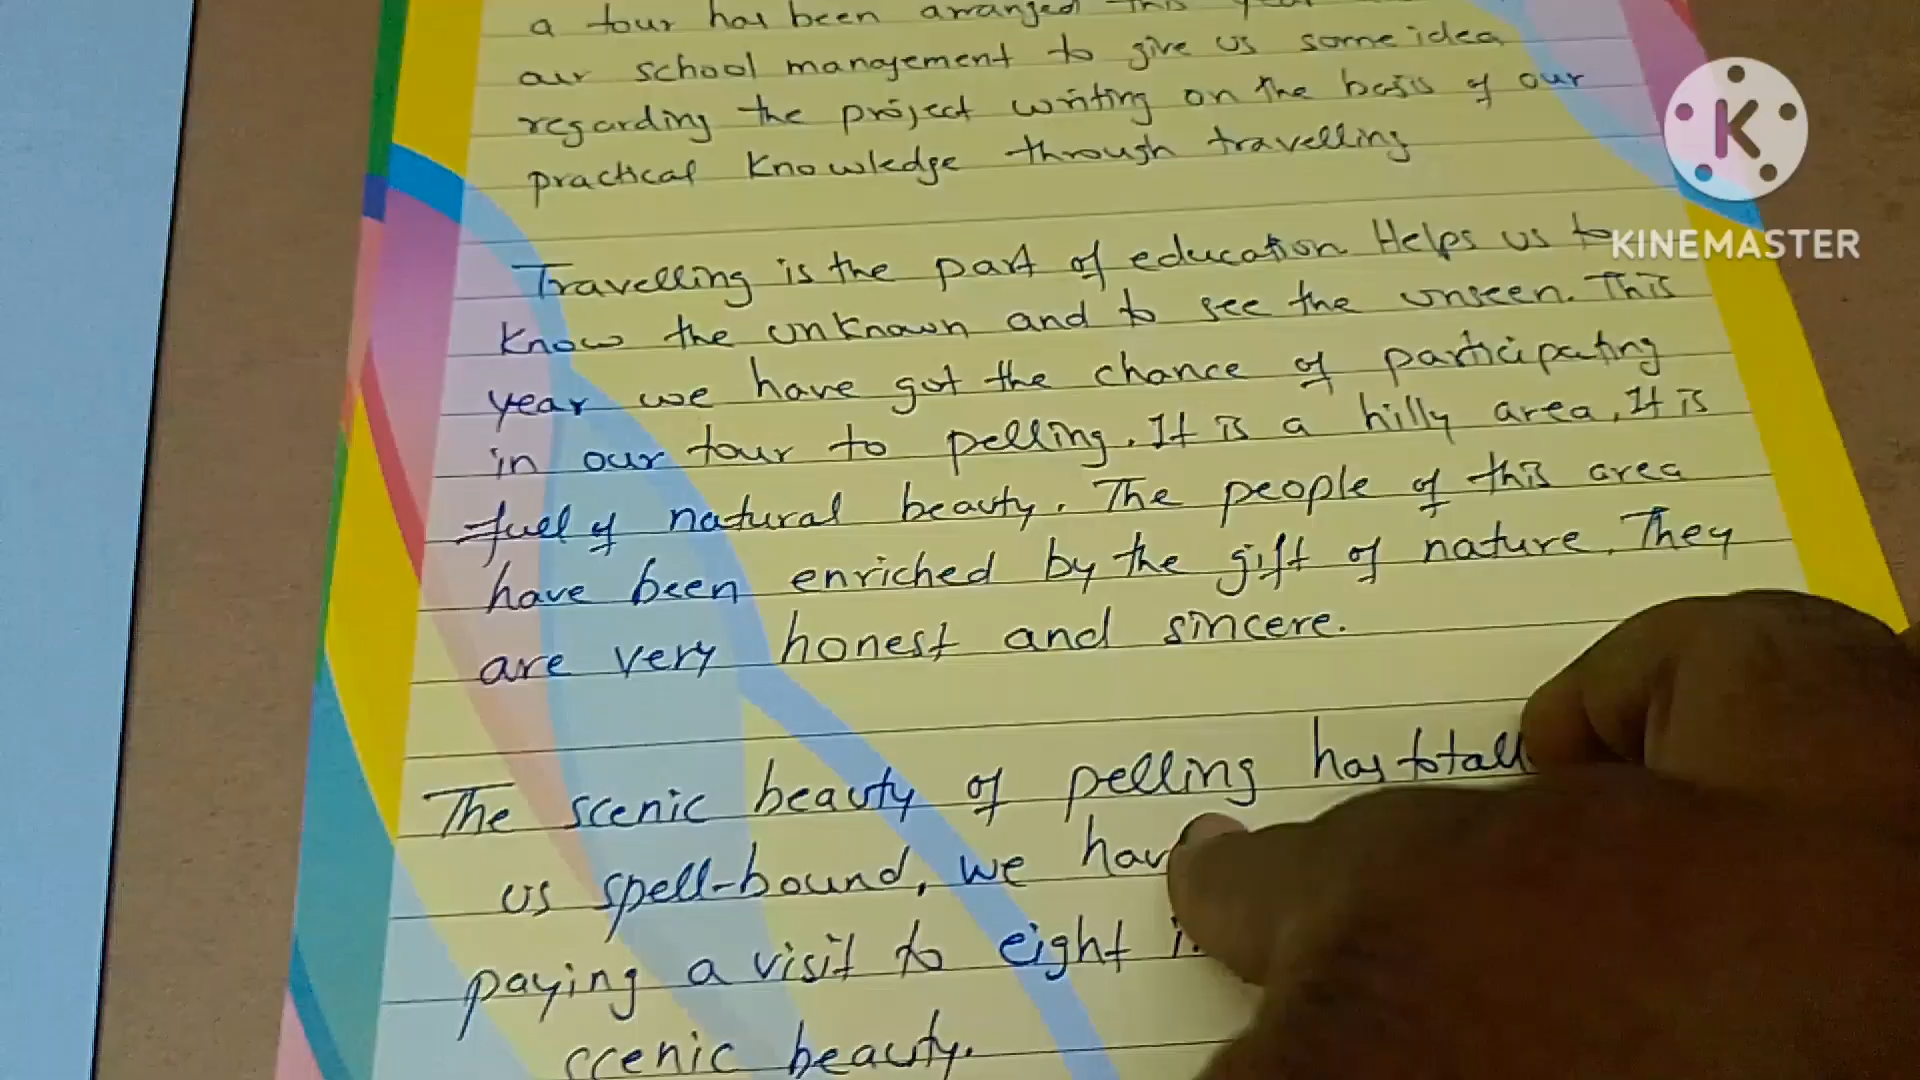 a tour has been arranged this year
our school management to give us some idea
regarding the project writing on the basis of our
practical knowledge through travelling
Travelling is the part of education Helps us to
know the unknown and to see the unseen. This
year we have got the chance of participating
in our tour to pelling. It is a hilly area, It is
fuel of natural beauty. The people of this area
have been enriched by the gift of nature. They
are very honest and sincere.
The scenic beauty of pelling has
us spell-bound, we
paying a visit to eight
scenic beauty.
K
KINEMASTER